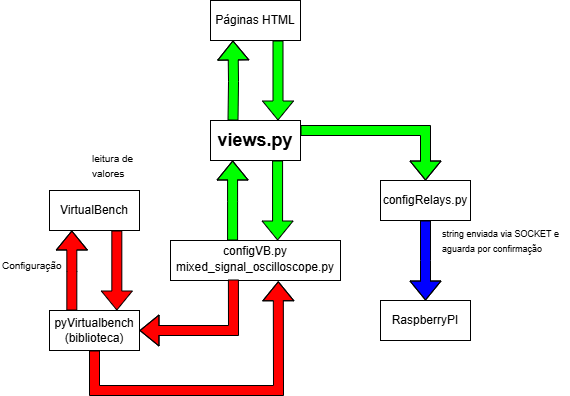 Páginas HTML
views.py
leitura de
valores
VirtualBench
configRelays.py
string enviada via SOCKET e
aguarda por confirmação
configVB.py
mixed_signal_oscilloscope.py
Configuração
pyVirtualbench
(biblioteca)
RaspberryPI